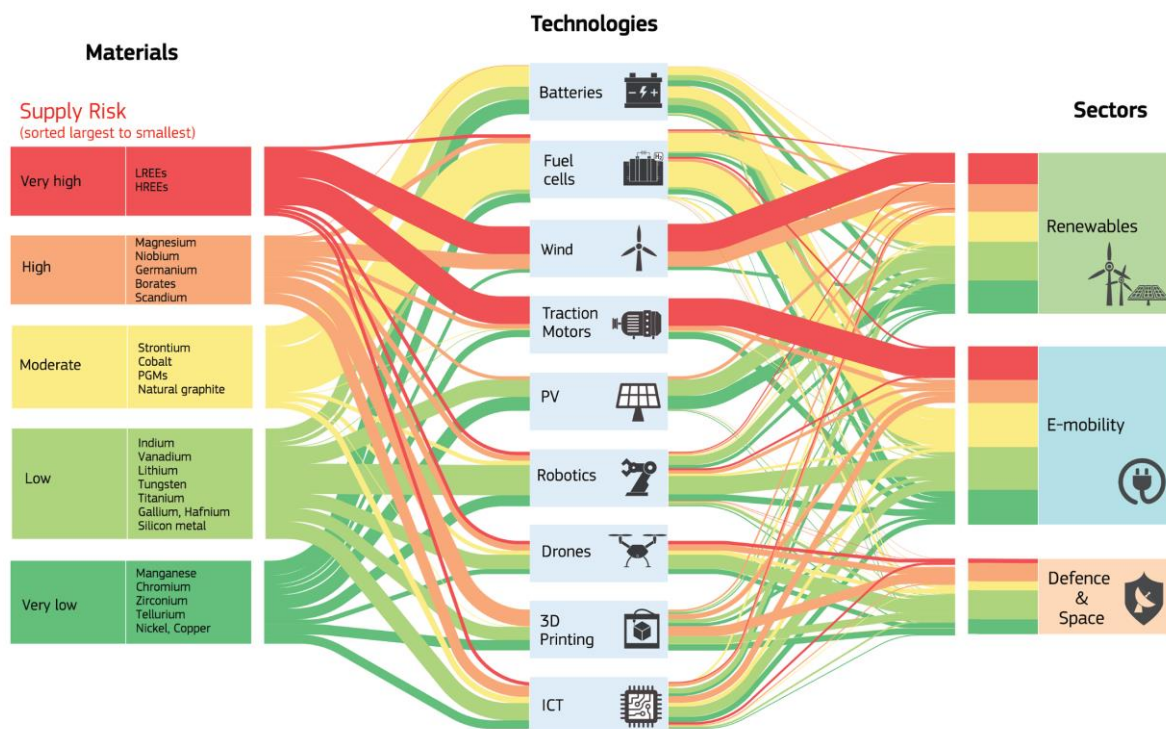 Technologies
Materials
Sectors
Supply Risk
(sorted largest to smallest)
Very high
LREEs
HREEs
High
Magnesium
Niobium
Germanium
Borates
Scandium
Moderate
Strontium
Cobalt
PGMs
Natural graphite
Low
Indium
Vanadium
Lithium
Tungsten
Titanium
Gallium, Hafnium
Silicon metal
Very low
Manganese
Chromium
Zirconium
Tellurium
Nickel, Copper
Batteries
Fuel
cells
H2
Wind
Traction
Motors
PV
Robotics
Drones
3D
Printing
ICT
Renewables
E-mobility
Defence
&
Space